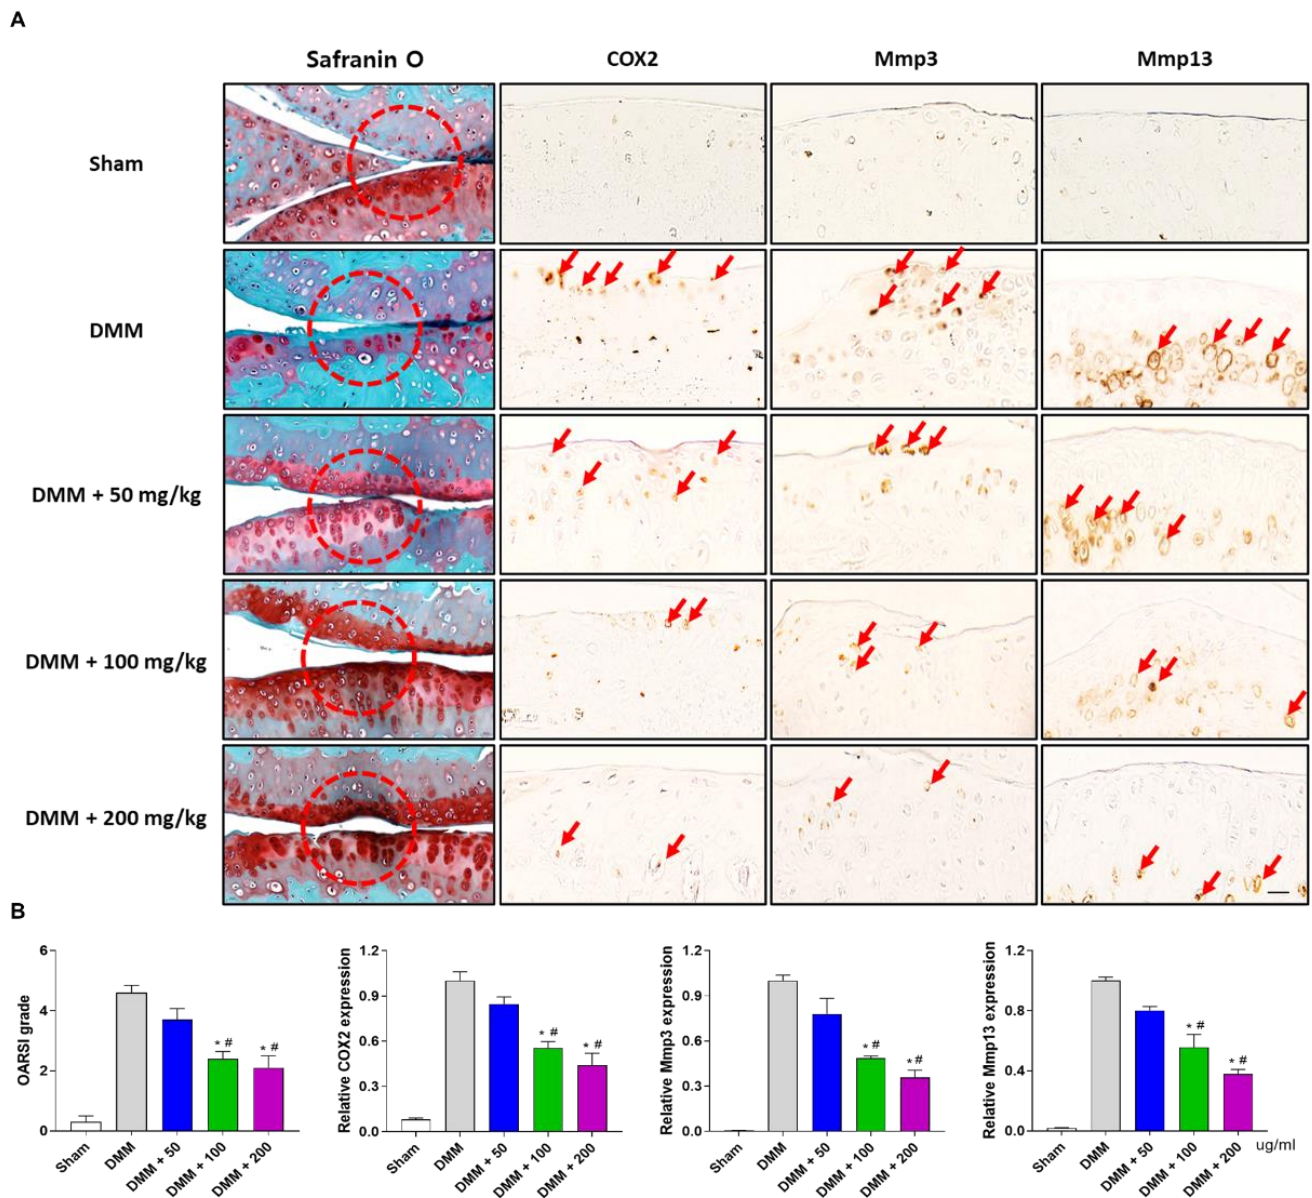 A
Safranin O COX2 Mmp3 Mmp13
Sham
DMM
DMM + 50 mg/kg
DMM + 100 mg/kg
DMM + 200 mg/kg
B
OARSI grade
6
4
2
0
* #
* #
Sham DMM DMM + 50 DMM + 100 DMM + 200
Relative COX2 expression
1.2
0.9
0.6
0.3
0.0
* #
* #
Sham DMM DMM + 50 DMM + 100 DMM + 200
Relative Mmp3 expression
1.2
0.9
0.6
0.3
0.0
* #
* #
Sham DMM DMM + 50 DMM + 100 DMM + 200
Relative Mmp13 expression
1.2
0.8
0.4
0.0
* #
* #
Sham DMM DMM + 50 DMM + 100 DMM + 200
ug/ml